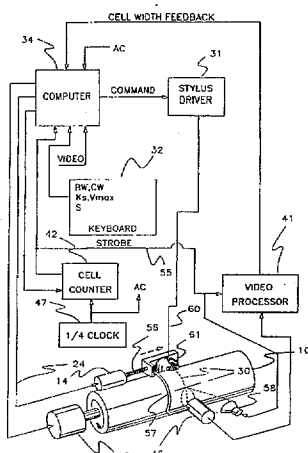 CELL WIDTH FEEDBACK
34
AC
31
COMPUTER
COMMAND
STYLUS
DRIVER
VIDEO
32
BW, CW
Ks, Vmax
S
KEYBOARD
STROBE
42
55
41
CELL
COUNTER
AC
VIDEO
PROCESSOR
47
1/4 CLOCK
60
56
61
24
14
30
10
58
57